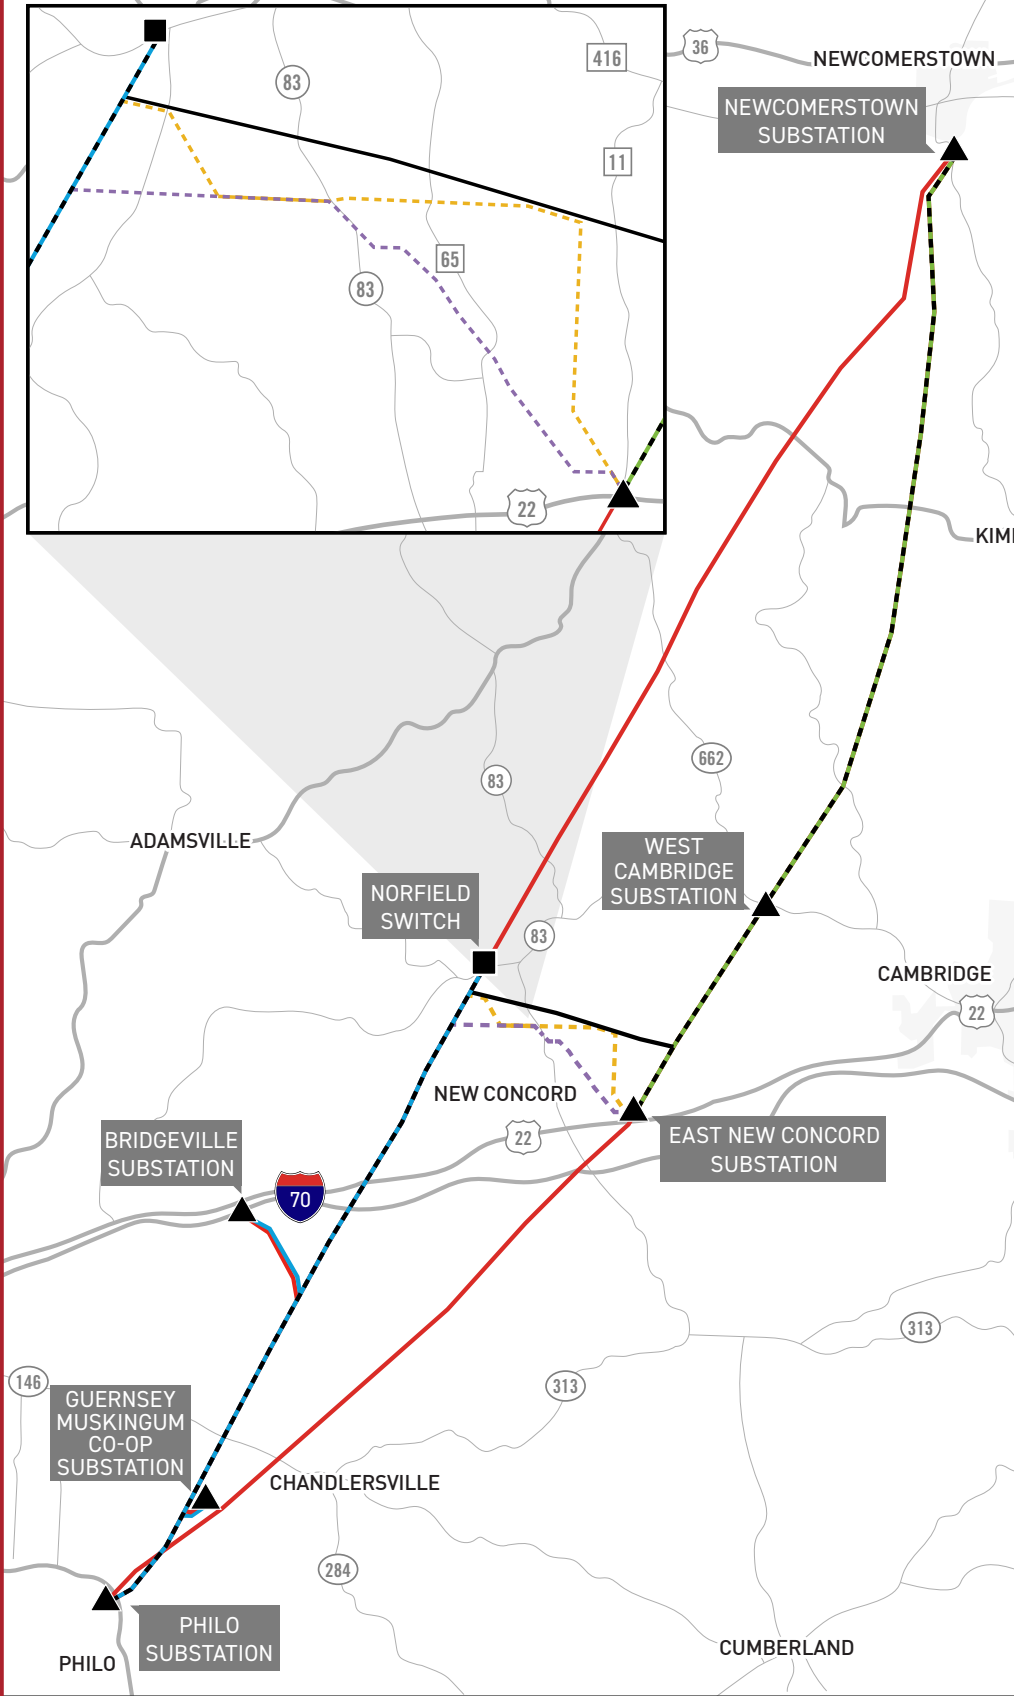 83
416
36
NEWCOMERSTOWN
NEWCOMERSTOWN
SUBSTATION
11
65
83
22
KIM
83
662
ADAMSVILLE
WEST
CAMBRIDGE
SUBSTATION
NORFIELD
SWITCH
83
CAMBRIDGE
22
NEW CONCORD
22
EAST NEW CONCORD
SUBSTATION
BRIDGEVILLE
SUBSTATION
70
313
146
313
GUERNSEY
MUSKINGUM
CO-OP
SUBSTATION
CHANDLERSVILLE
284
PHILO
SUBSTATION
PHILO
CUMBERLAND